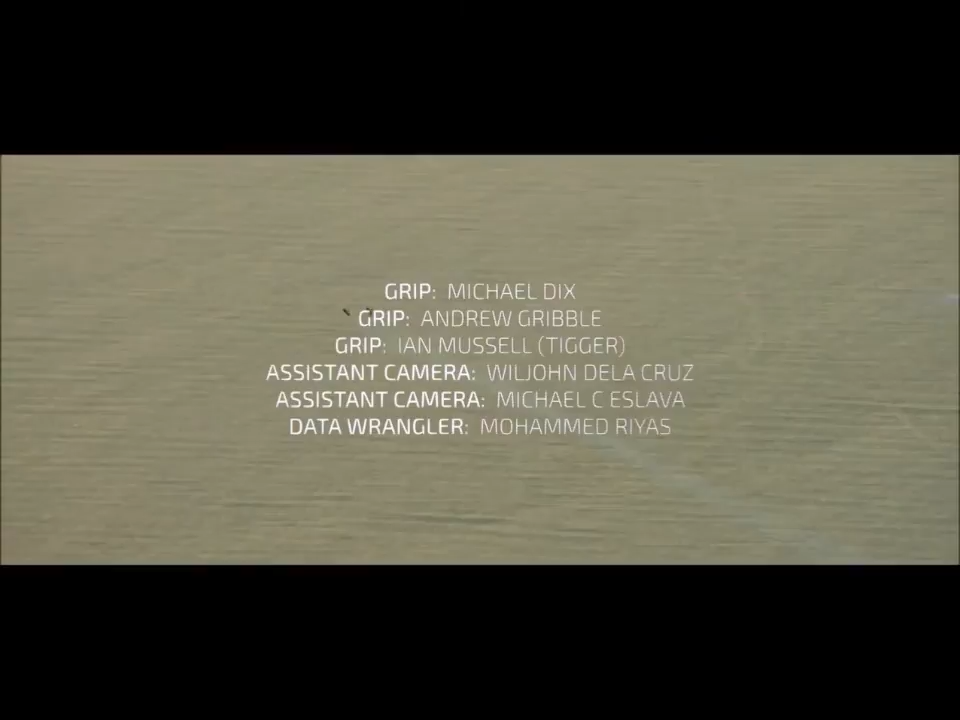 GRIP: MICHAEL DIX
GRIP: ANDREW GRIBBLE
GRIP: IAN MUSSELL (TIGGER)
ASSISTANT CAMERA: WILJOHN DELA CRUZ
ASSISTANT CAMERA: MICHAEL C ESLAVA
DATA WRANGLER: MOHAMMED RIYAS